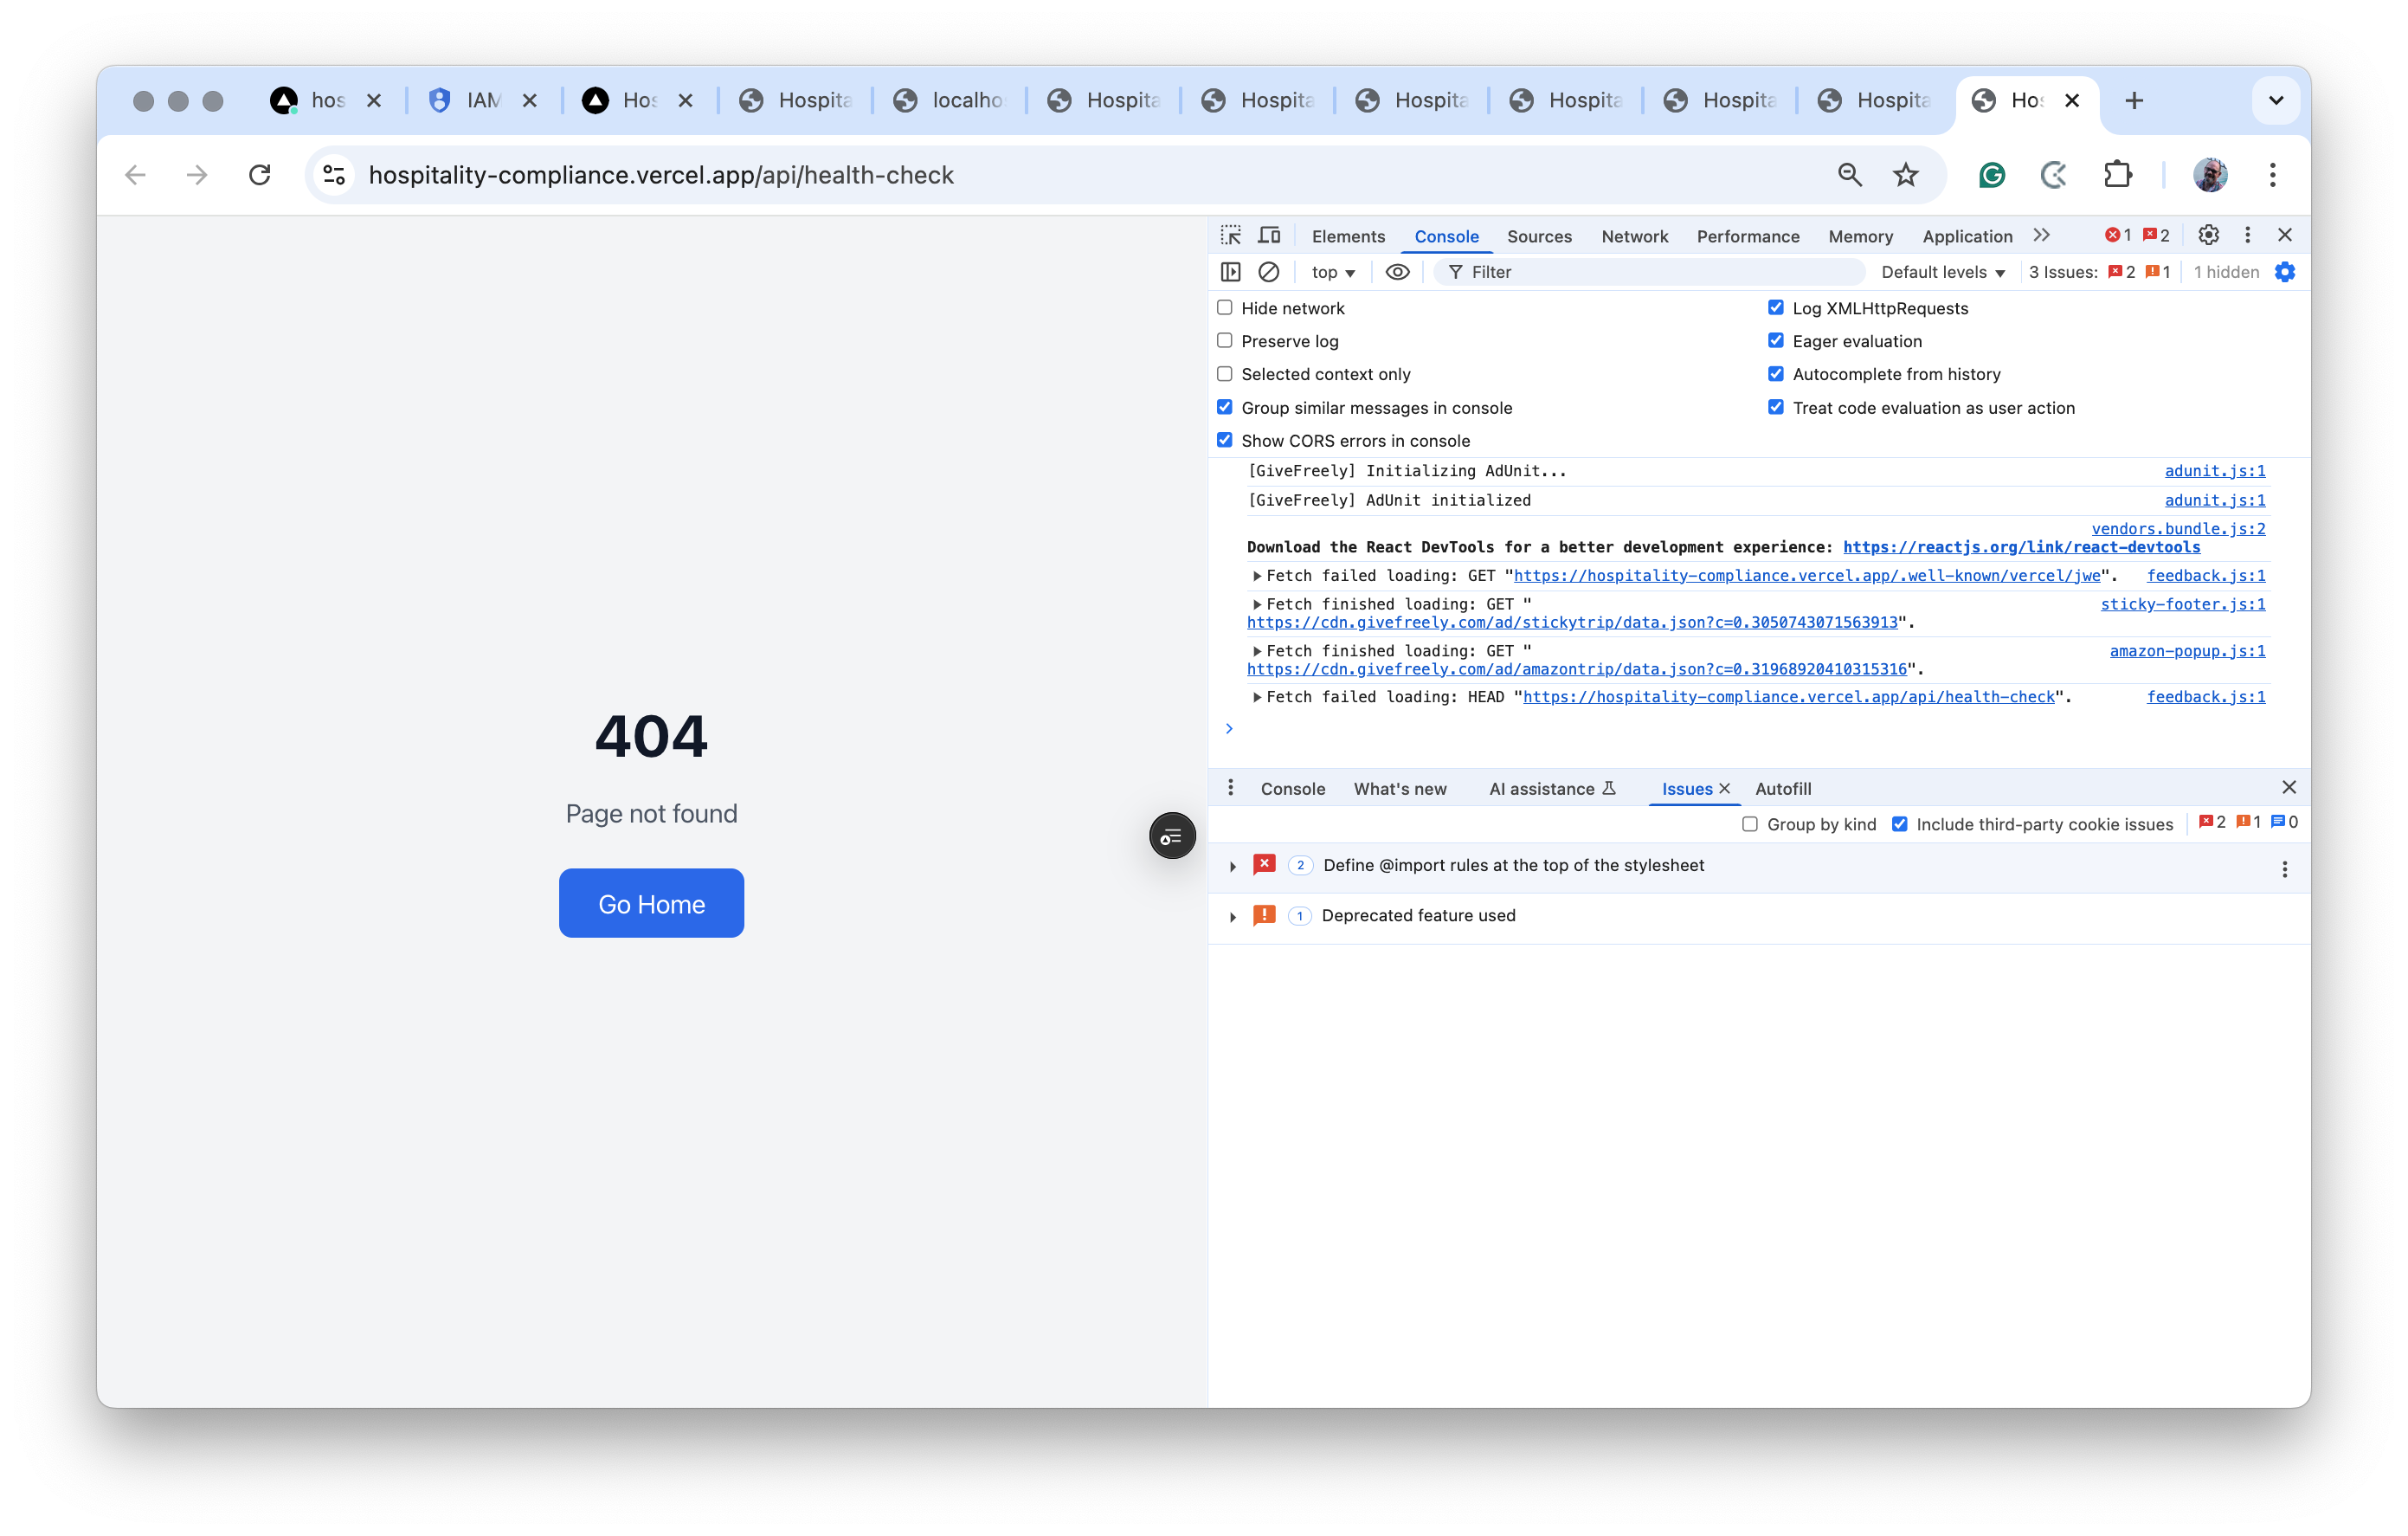 hos
IAM
Hos
Hospita
localho
Hospita
Hospita
Hospita
Hospita
Hospita
Hospita
Hos
hospitality-compliance.vercel.app/api/health-check
Elements Console Sources Network Performance Memory Application 1 2
top Filter Default levels 3 Issues: 2 1 1 hidden
Hide network Log XMLHttpRequests
Preserve log Eager evaluation
Selected context only Autocomplete from history
Group similar messages in console Treat code evaluation as user action
Show CORS errors in console
[GiveFreely] Initializing AdUnit... adunit.js:1
[GiveFreely] AdUnit initialized adunit.js:1
vendors.bundle.js:2
Download the React DevTools for a better development experience: https://reactjs.org/link/react-devtools
Fetch failed loading: GET "https://hospitality-compliance.vercel.app/.well-known/vercel/jwe". feedback.js:1
Fetch finished loading: GET " sticky-footer.js:1
https://cdn.givefreely.com/ad/stickytrip/data.json?c=0.3050743071563913".
Fetch finished loading: GET " amazon-popup.js:1
https://cdn.givefreely.com/ad/amazontrip/data.json?c=0.31968920410315316".
Fetch failed loading: HEAD "https://hospitality-compliance.vercel.app/api/health-check". feedback.js:1
404
Page not found
Go Home
Console What's new AI assistance Issues Autofill
Group by kind Include third-party cookie issues 2 1 0
2 Define @import rules at the top of the stylesheet
1 Deprecated feature used